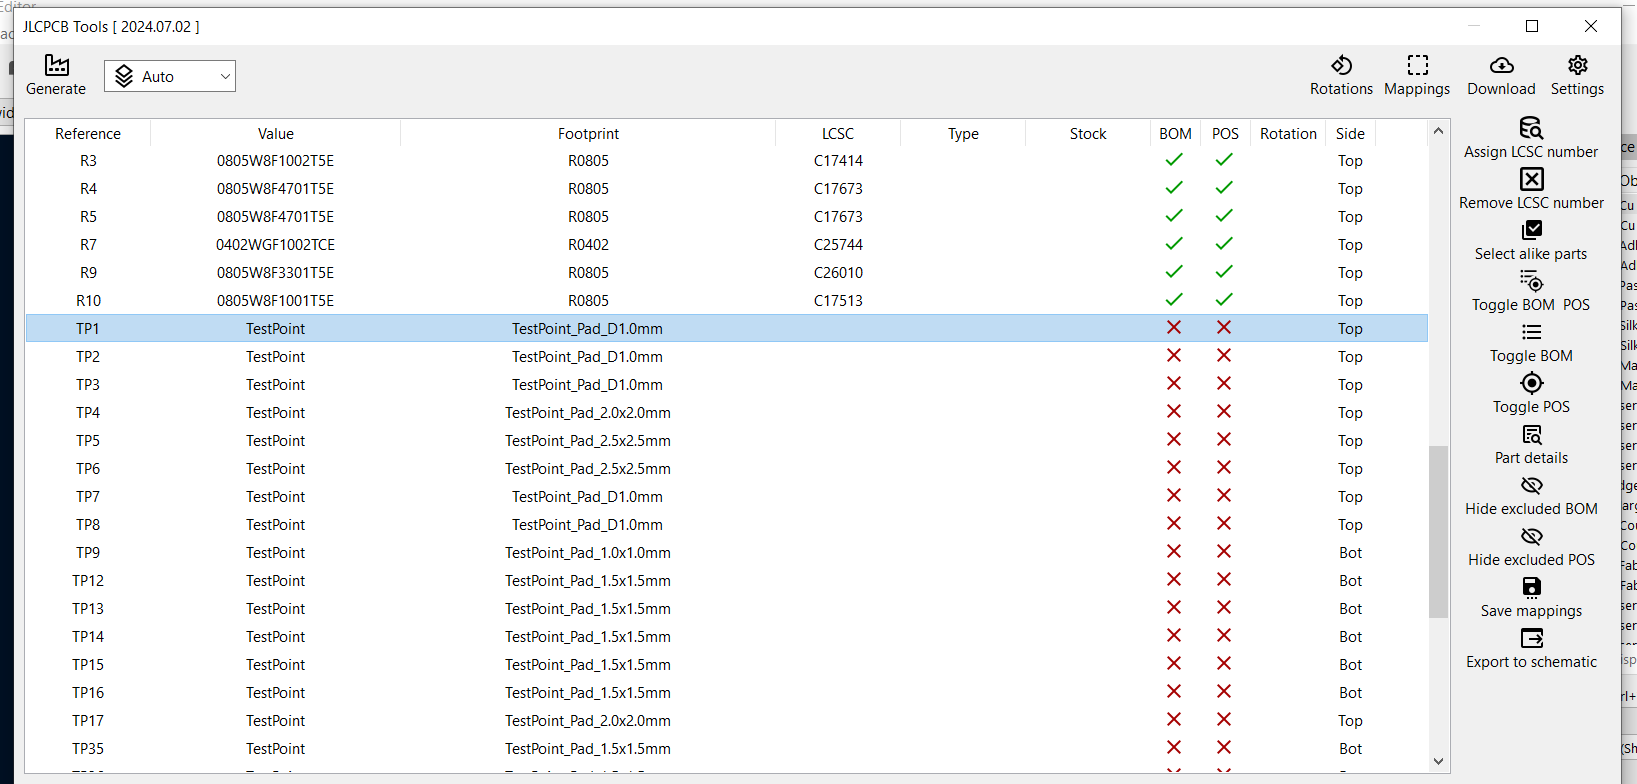 Editor
JLCPCB Tools [ 2024.07.02 ]
Generate
Auto
Rotations Mappings Download Settings
Reference Value Footprint LCSC Type Stock BOM POS Rotation Side
R3 0805W8F1002T5E R0805 C17414 Top
R4 0805W8F4701T5E R0805 C17673 Top
R5 0805W8F4701T5E R0805 C17673 Top
R7 0402WGF1002TCE R0402 C25744 Top
R9 0805W8F3301T5E R0805 C26010 Top
R10 0805W8F1001T5E R0805 C17513 Top
TP1 TestPoint TestPoint_Pad_D1.0mm Top
TP2 TestPoint TestPoint_Pad_D1.0mm Top
TP3 TestPoint TestPoint_Pad_D1.0mm Top
TP4 TestPoint TestPoint_Pad_2.0x2.0mm Top
TP5 TestPoint TestPoint_Pad_2.5x2.5mm Top
TP6 TestPoint TestPoint_Pad_2.5x2.5mm Top
TP7 TestPoint TestPoint_Pad_D1.0mm Top
TP8 TestPoint TestPoint_Pad_D1.0mm Top
TP9 TestPoint TestPoint_Pad_1.0x1.0mm Bot
TP12 TestPoint TestPoint_Pad_1.5x1.5mm Bot
TP13 TestPoint TestPoint_Pad_1.5x1.5mm Bot
TP14 TestPoint TestPoint_Pad_1.5x1.5mm Bot
TP15 TestPoint TestPoint_Pad_1.5x1.5mm Bot
TP16 TestPoint TestPoint_Pad_1.5x1.5mm Bot
TP17 TestPoint TestPoint_Pad_2.0x2.0mm Top
TP35 TestPoint TestPoint_Pad_1.5x1.5mm Bot
Assign LCSC number
Remove LCSC number
Select alike parts
Toggle BOM POS
Toggle BOM
Toggle POS
Part details
Hide excluded BOM
Hide excluded POS
Save mappings
Export to schematic